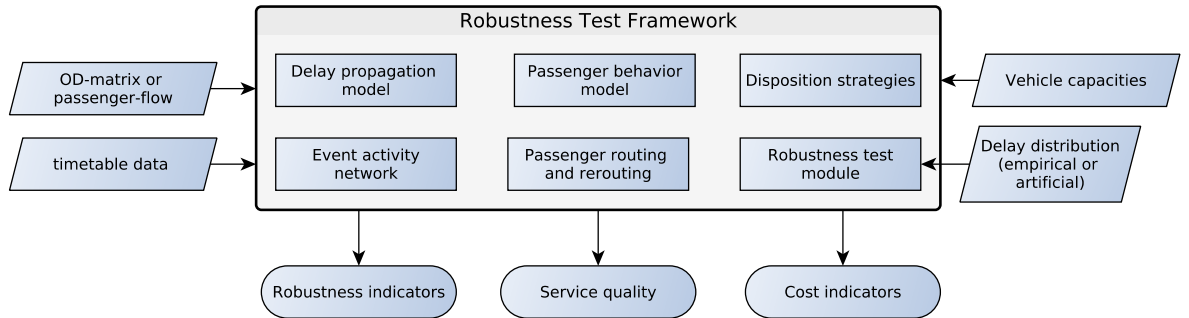 Robustness Test Framework
OD-matrix or
passenger-flow
Delay propagation
model
Passenger behavior
model
Disposition strategies
Vehicle capacities
timetable data
Event activity
network
Passenger routing
and rerouting
Robustness test
module
Delay distribution
(empirical or
artificial)
Robustness indicators
Service quality
Cost indicators